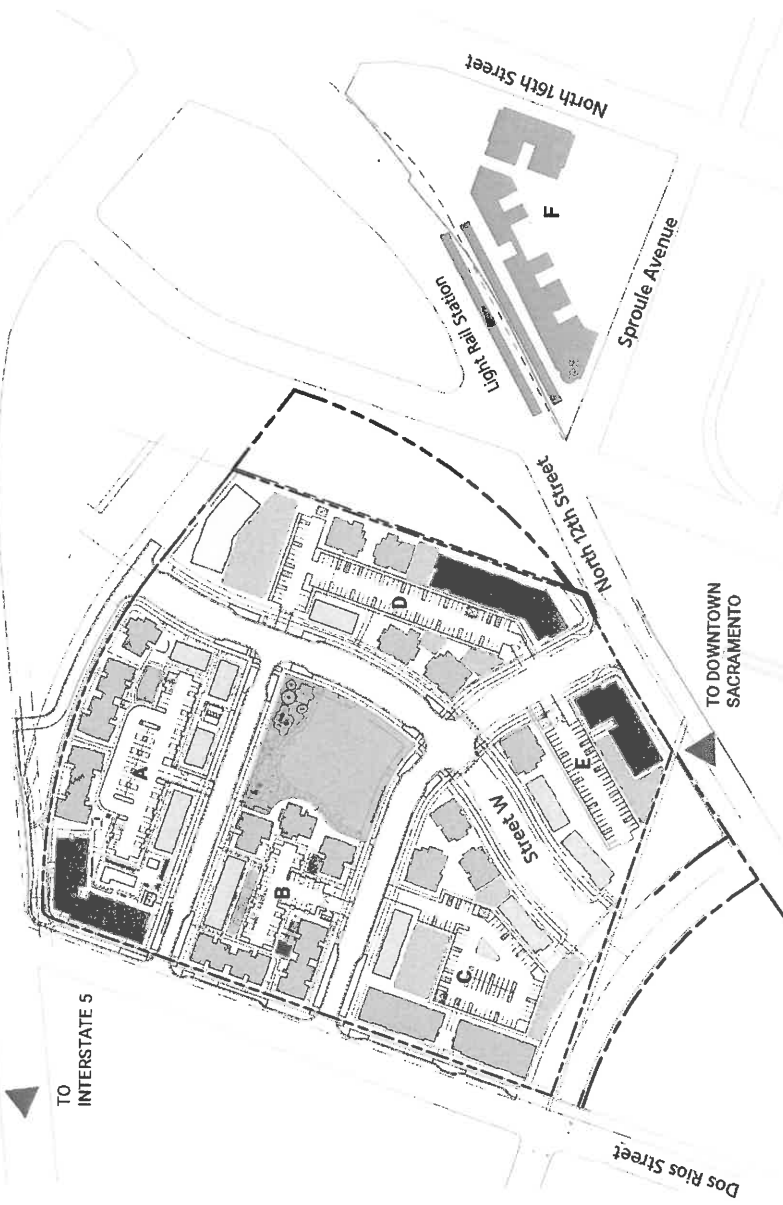 North 16th Street
F
Sproule Avenue
Light Rail Station
North 12th Street
TO DOWNTOWN
SACRAMENTO
D
E
A
B
Street W
C
TO
INTERSTATE 5
Dos Rios Street